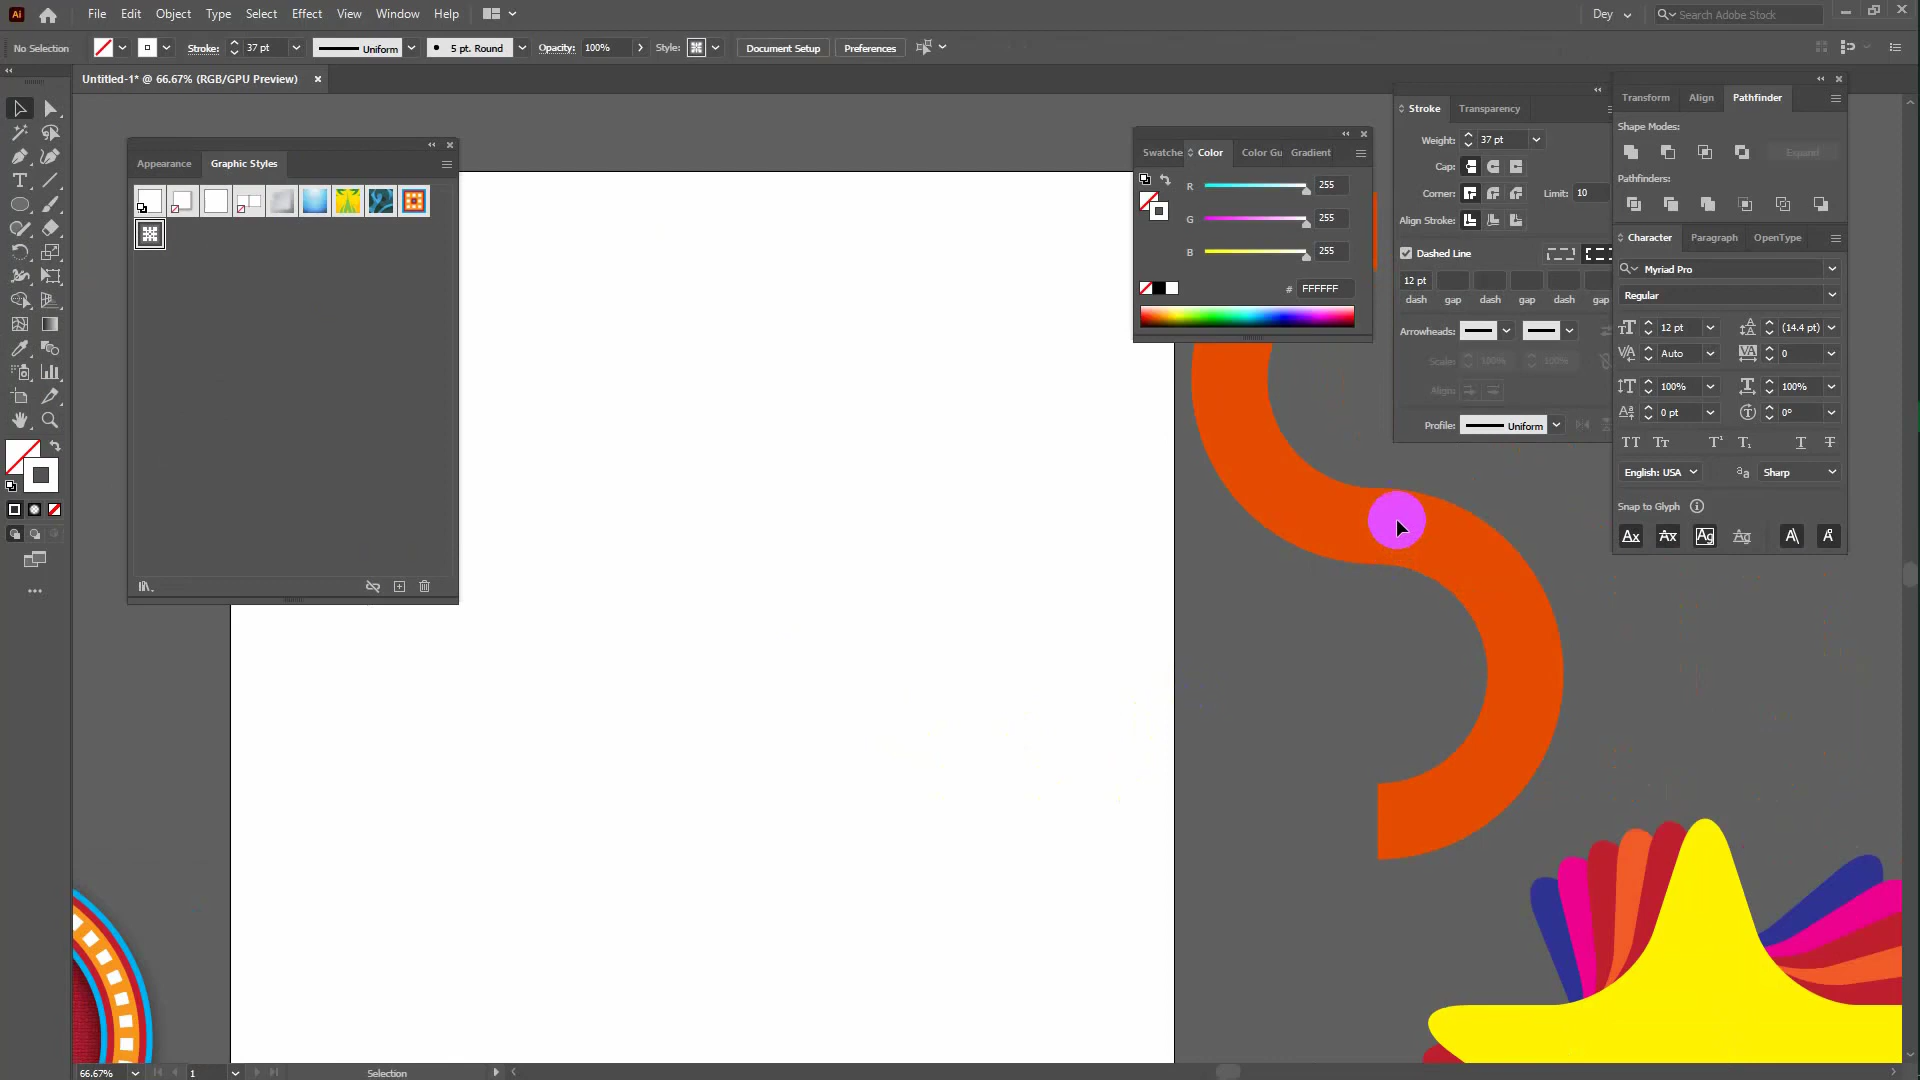 Ai File Edit Object Type Select Effect View Window Help Dey Search Adobe Stock
No Selection Stroke: 37 pt Uniform 5 pt. Round Opacity: 100% Style: Document Setup Preferences
Untitled-1* @ 66.67% (RGB/GPU Preview)
Appearance Graphic Styles
Swatche Color Color Gu Gradient
R 255
G 255
B 255
# FFFFFF
Stroke Transparency
Weight: 37 pt
Cap:
Corner: Limit: 10
Align Stroke:
Dashed Line
12 pt
dash gap dash gap dash gap
Arrowheads:
Scale: 100% 100%
Align:
Profile: Uniform
Transform Align Pathfinder
Shape Modes:
Expand
Pathfinders:
Character Paragraph OpenType
Myriad Pro
Regular
12 pt (14.4 pt)
Auto 0
100% 100%
0 pt 0°
English: USA Sharp
Snap to Glyph
66.67% 1 Selection